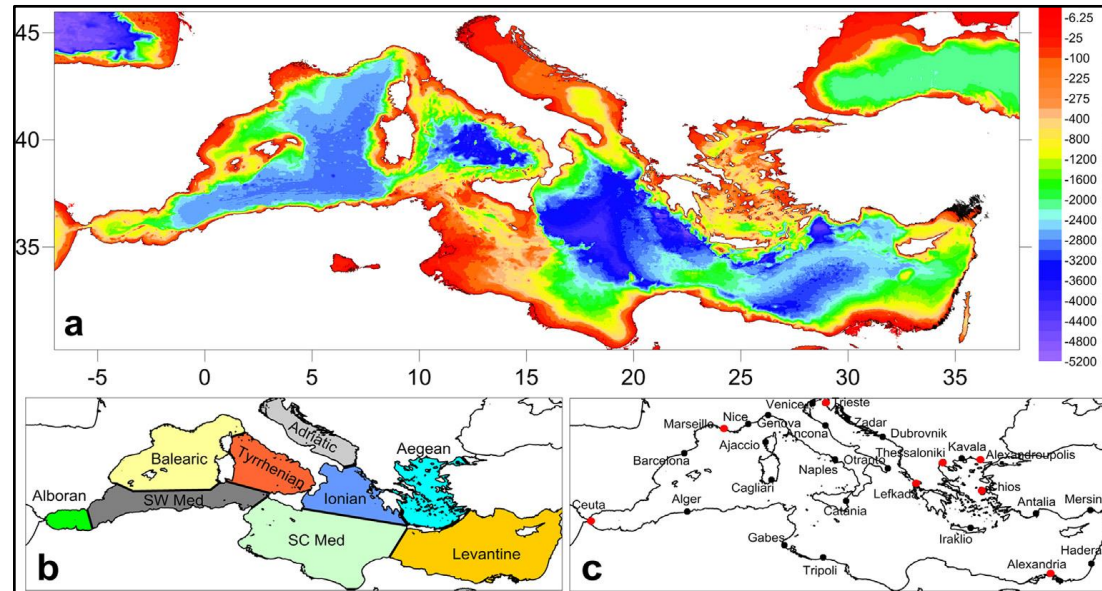 45
40
35
a
-5 0 5 10 15 20 25 30 35
-6.25
-25
-100
-225
-275
-400
-800
-1200
-1600
-2000
-2400
-2800
-3200
-3600
-4000
-4400
-4800
-5200
Adriatic
Aegean
Balearic
Tyrrhenian
Alboran
SW Med
Ionian
SC Med
Levantine
b
Venice
Trieste
Nice
Genova
Zadar
Marseille
Ancona
Dubrovnik
Ajaccio
Kavala
Thessaloniki
Alexandroupolis
Barcelona
Naples
Otranto
Cagliari
Lefkada
Chios
Ceuta
Alger
Catania
Antalia
Mersin
Iraklio
Gabes
Hadera
Tripoli
Alexandria
c